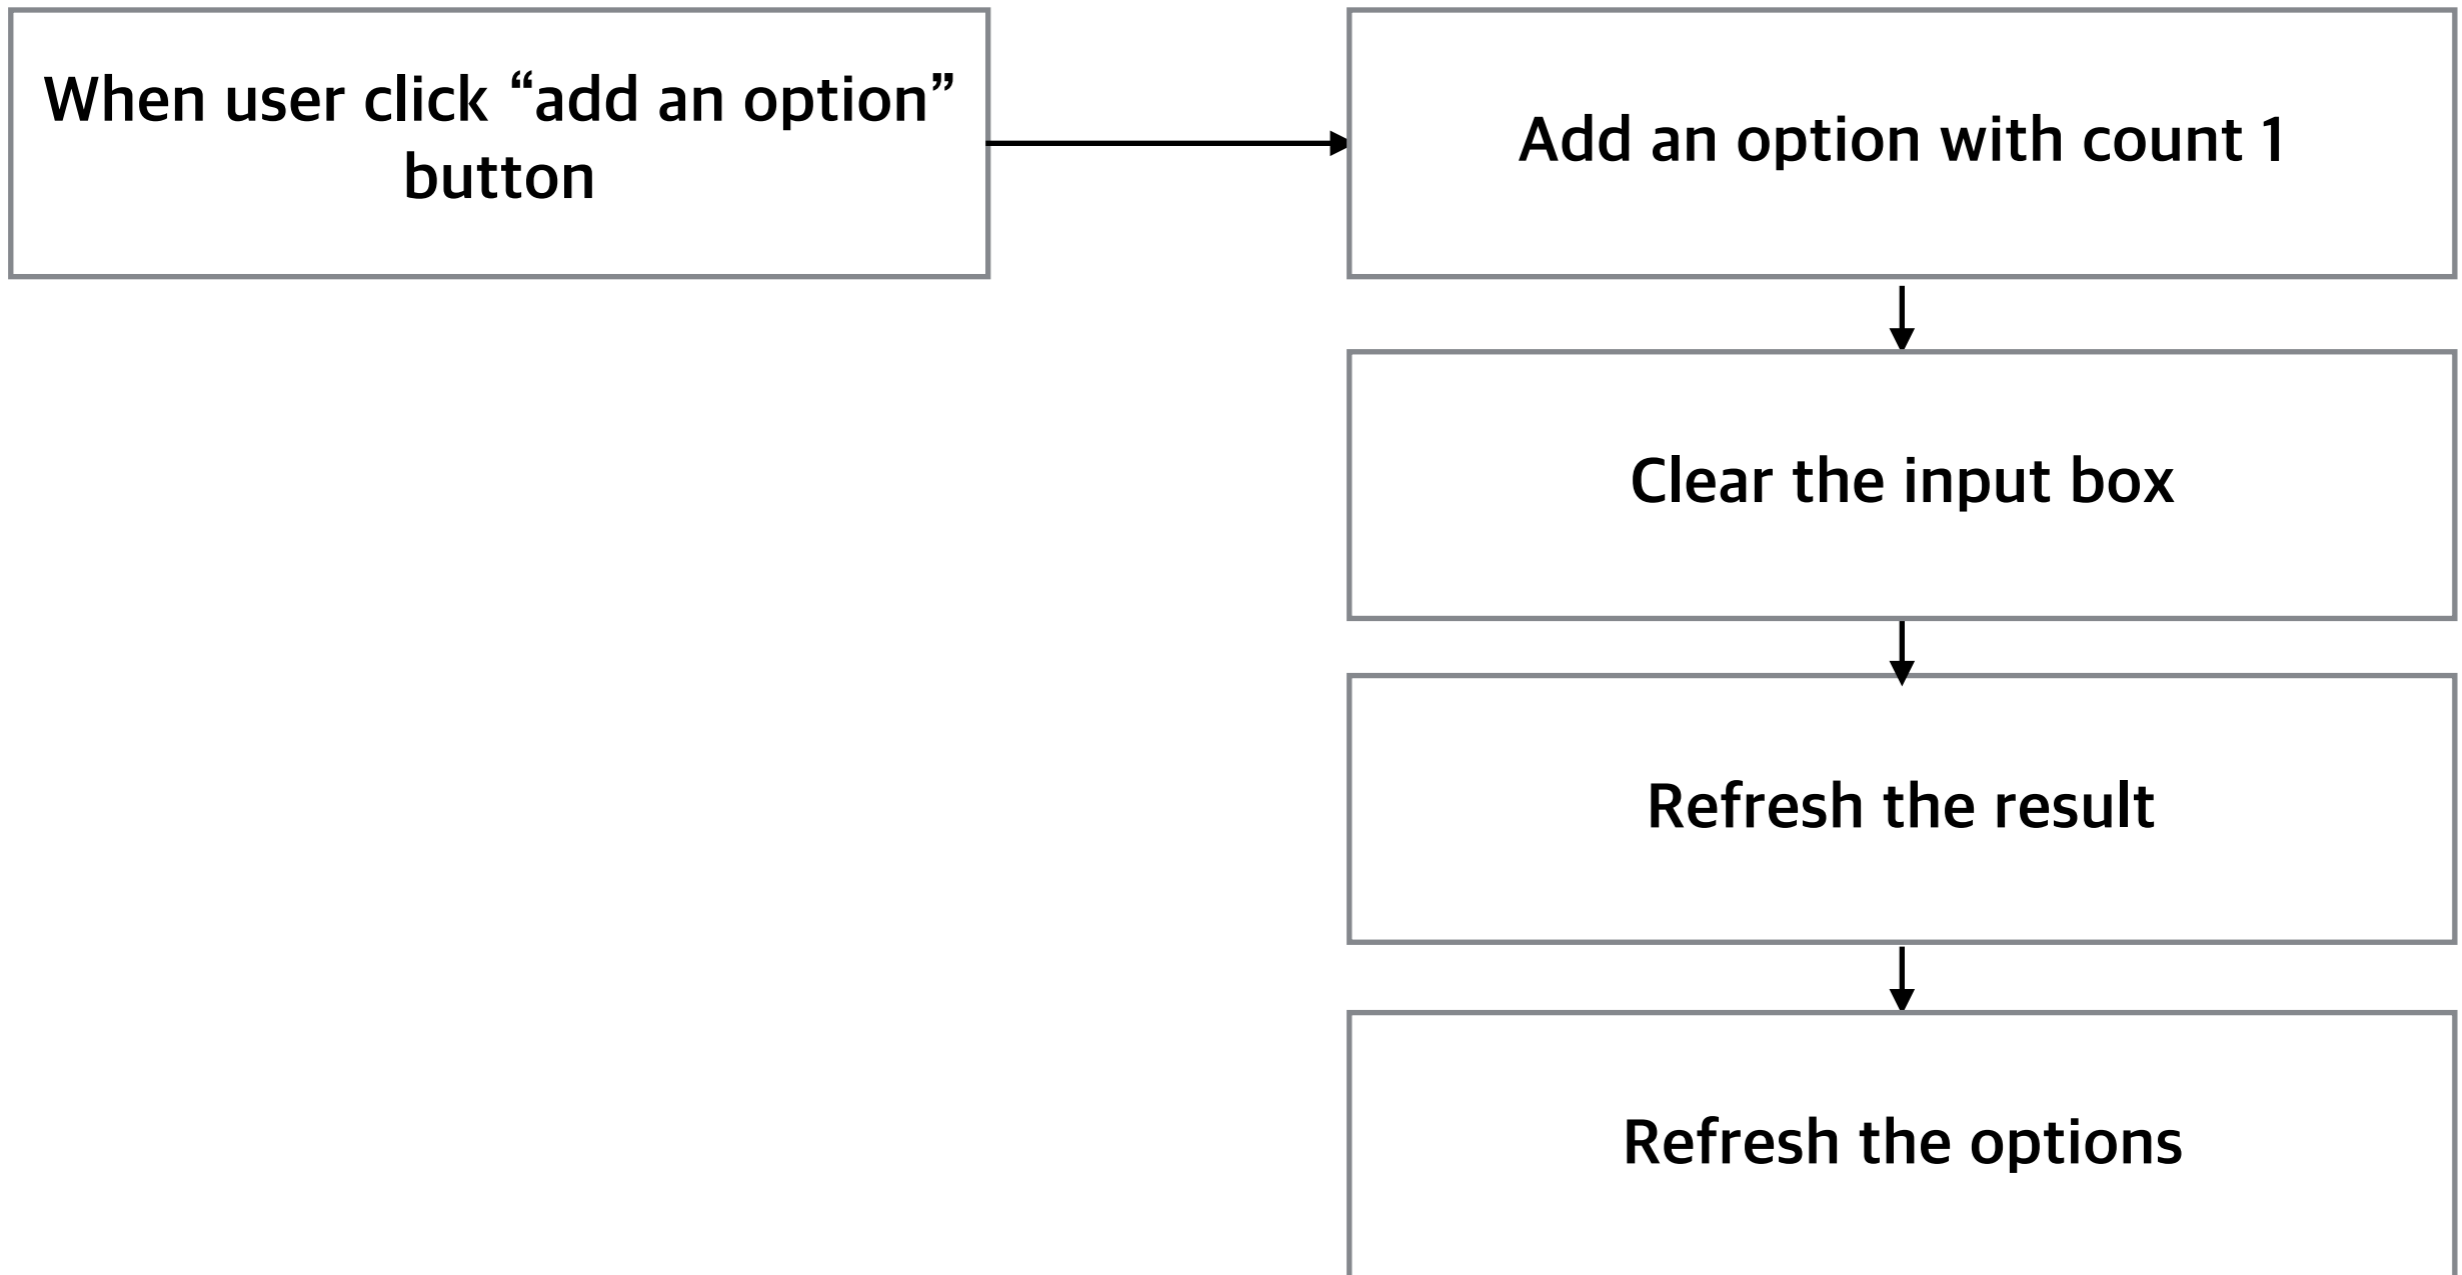 When user click “add an option”
button
Add an option with count 1
Clear the input box
Refresh the result
Refresh the options